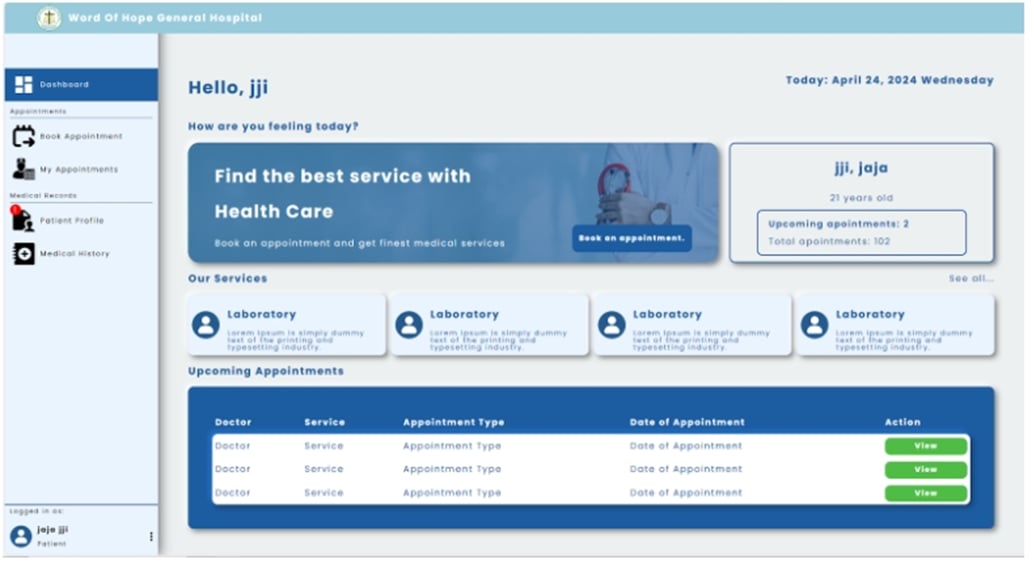 Word Of Hope General Hospital
Dashboard
Appointments
Book Appointment
My Appointments
Medical Records
Patient Profile
Medical History
Logged in as:
jaja jji
Patient
Hello, jji
Today: April 24, 2024 Wednesday
How are you feeling today?
Find the best service with
Health Care
Book an appointment and get finest medical services
Book an appointment.
jji, jaja
21 years old
Upcoming apointments: 2
Total apointments: 102
Our Services
See all...
Laboratory
Lorem Ipsum is simply dummy
text of the printing and
typesetting industry.
Laboratory
Lorem Ipsum is simply dummy
text of the printing and
typesetting industry.
Laboratory
Lorem Ipsum is simply dummy
text of the printing and
typesetting industry.
Laboratory
Lorem Ipsum is simply dummy
text of the printing and
typesetting industry.
Upcoming Appointments
Doctor Service Appointment Type Date of Appointment Action
Doctor Service Appointment Type Date of Appointment View
Doctor Service Appointment Type Date of Appointment View
Doctor Service Appointment Type Date of Appointment View